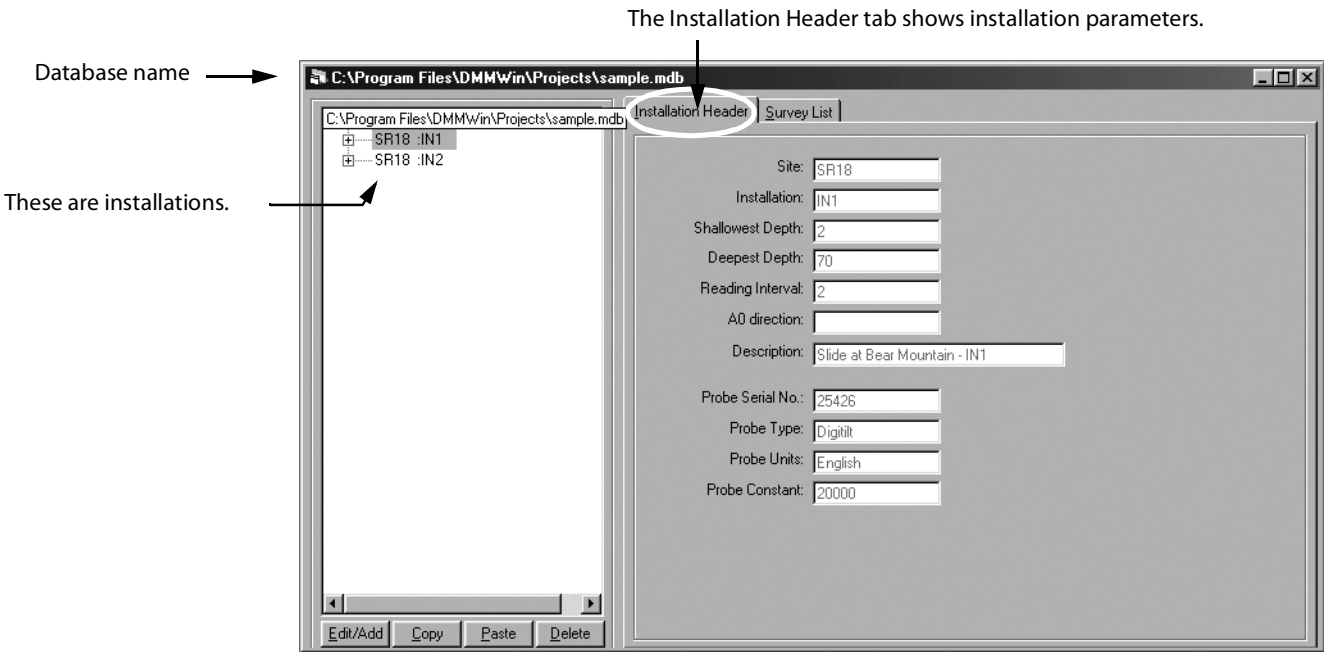 The Installation Header tab shows installation parameters.
Database name
C:\Program Files\DMMWin\Projects\sample.mdb
Installation Header Survey List
C:\Program Files\DMMWin\Projects\sample.mdb
SR18 :IN1
SR18 :IN2
These are installations.
Site: SR18
Installation: IN1
Shallowest Depth: 2
Deepest Depth: 70
Reading Interval: 2
A0 direction:
Description: Slide at Bear Mountain - IN1
Probe Serial No.: 25426
Probe Type: Digitilt
Probe Units: English
Probe Constant: 20000
Edit/Add Copy Paste Delete